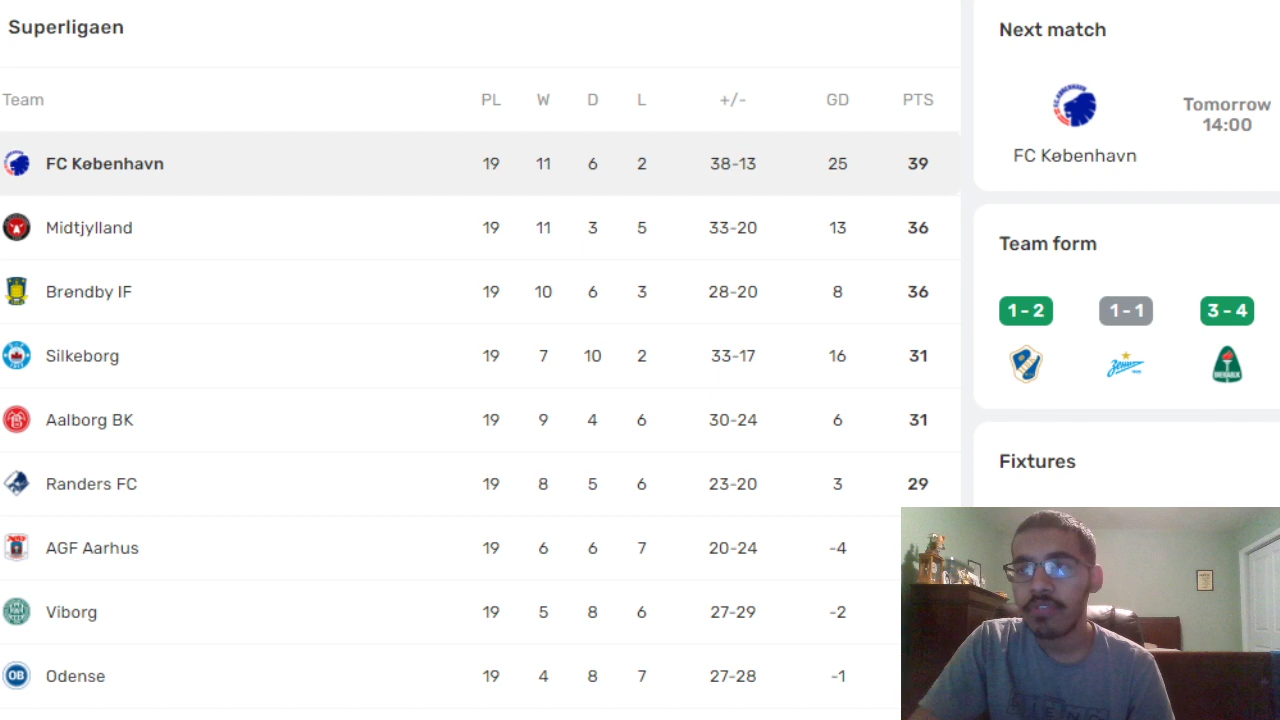 Superligaen
Team PL W D L +/- GD PTS
FC København 19 11 6 2 38-13 25 39
Midtjylland 19 11 3 5 33-20 13 36
Brøndby IF 19 10 6 3 28-20 8 36
Silkeborg 19 7 10 2 33-17 16 31
Aalborg BK 19 9 4 6 30-24 6 31
Randers FC 19 8 5 6 23-20 3 29
AGF Aarhus 19 6 6 7 20-24 -4
Viborg 19 5 8 6 27-29 -2
OB
Odense 19 4 8 7 27-28 -1
Next match
Tomorrow
14:00
FC København
Team form
1 - 2 1 - 1 3 - 4
Fixtures